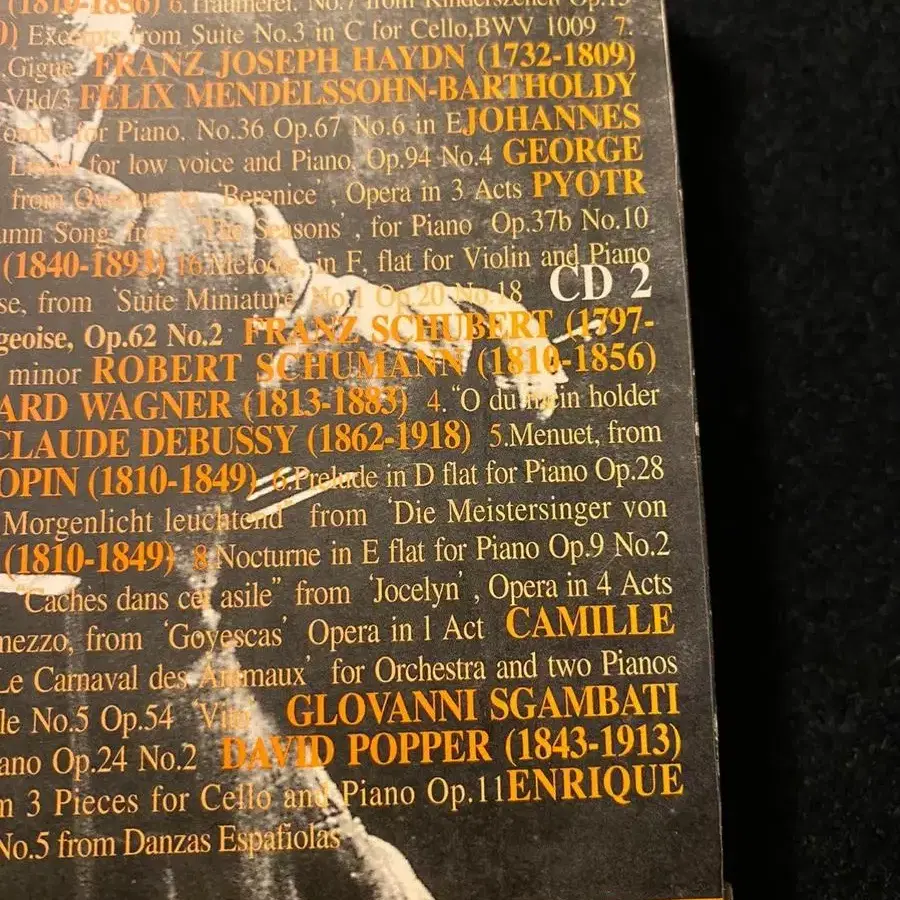 (1810-1856) 6.Träumerei, No.7 from Kinderszenen Op.15
Excerpts from Suite No.3 in C for Cello,BWV 1009 7.
.Gigue FRANZ JOSEPH HAYDN (1732-1809)
VIId/3 FELIX MENDELSSOHN-BARTHOLDY
for Piano, No.36 Op.67 No.6 in E JOHANNES
for low voice and Piano, Op.94 No.4 GEORGE
from Overture to 'Berenice', Opera in 3 Acts PYOTR
umn Song, from 'The Seasons', for Piano Op.37b No.10
(1840-1893) 16.Melodie, in F, flat for Violin and Piano
se, from 'Suite Miniature No.1 Op.20 No.18 CD 2
geoise, Op.62 No.2 FRANZ SCHUBERT (1797-
minor ROBERT SCHUMANN (1810-1856)
ARD WAGNER (1813-1883) 4."O du mein holder
CLAUDE DEBUSSY (1862-1918) 5.Menuet, from
OPIN (1810-1849) 6.Prelude in D flat for Piano Op.28
Morgenlicht leuchtend" from 'Die Meistersinger von
(1810-1849) 8.Nocturne in E flat for Piano Op.9 No.2
"Caches dans cet asile" from 'Jocelyn', Opera in 4 Acts
mezzo, from 'Goyescas' Opera in 1 Act CAMILLE
Le Carnaval des Animaux' for Orchestra and two Pianos
le No.5 Op.54 'Vito' GLOVANNI SGAMBATI
ano Op.24 No.2 DAVID POPPER (1843-1913)
m 3 Pieces for Cello and Piano Op.11 ENRIQUE
No.5 from Danzas Espafiolas